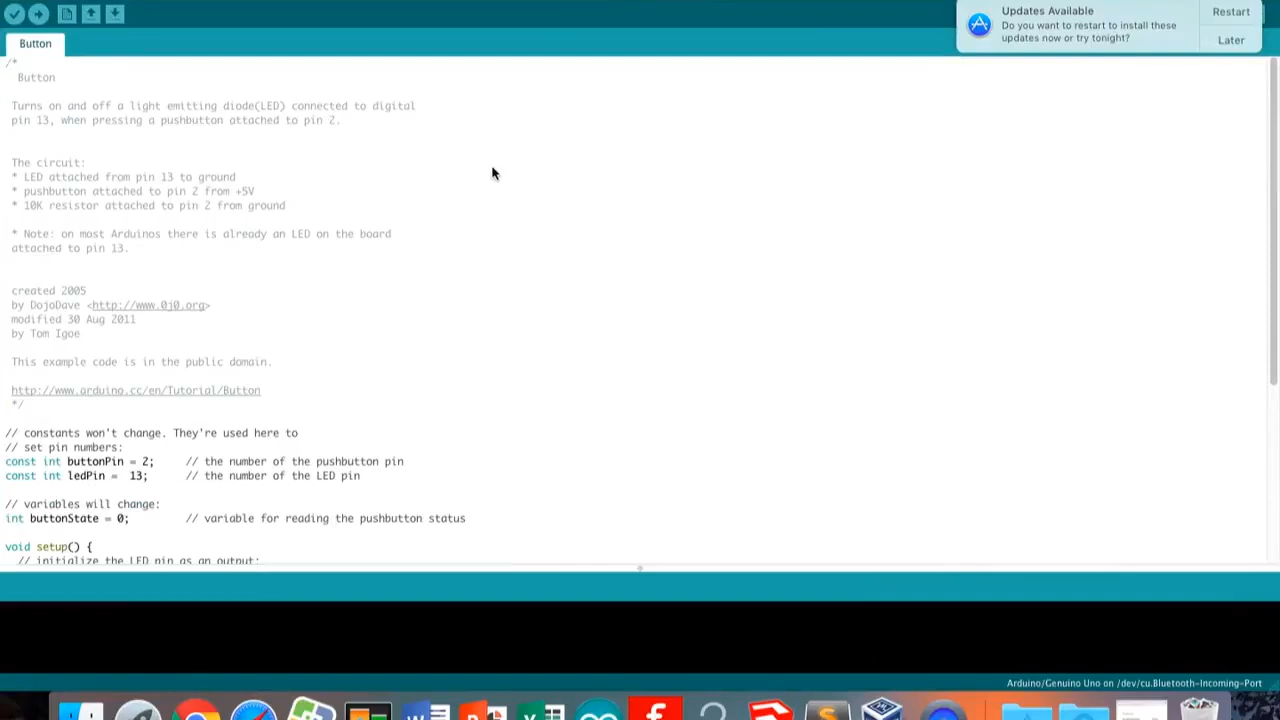 Updates Available
Do you want to restart to install these
updates now or try tonight?
Restart
Later
Button
/*
Button
Turns on and off a light emitting diode(LED) connected to digital
pin 13, when pressing a pushbutton attached to pin 2.
The circuit:
* LED attached from pin 13 to ground
* pushbutton attached to pin 2 from +5V
* 10K resistor attached to pin 2 from ground
* Note: on most Arduinos there is already an LED on the board
attached to pin 13.
created 2005
by DojoDave <http://www.0j0.org>
modified 30 Aug 2011
by Tom Igoe
This example code is in the public domain.
http://www.arduino.cc/en/Tutorial/Button
*/
// constants won't change. They're used here to
// set pin numbers:
const int buttonPin = 2;     // the number of the pushbutton pin
const int ledPin =  13;      // the number of the LED pin
// variables will change:
int buttonState = 0;         // variable for reading the pushbutton status
void setup() {
// initialize the LED pin as an output:
Arduino/Genuino Uno on /dev/cu.Bluetooth-Incoming-Port